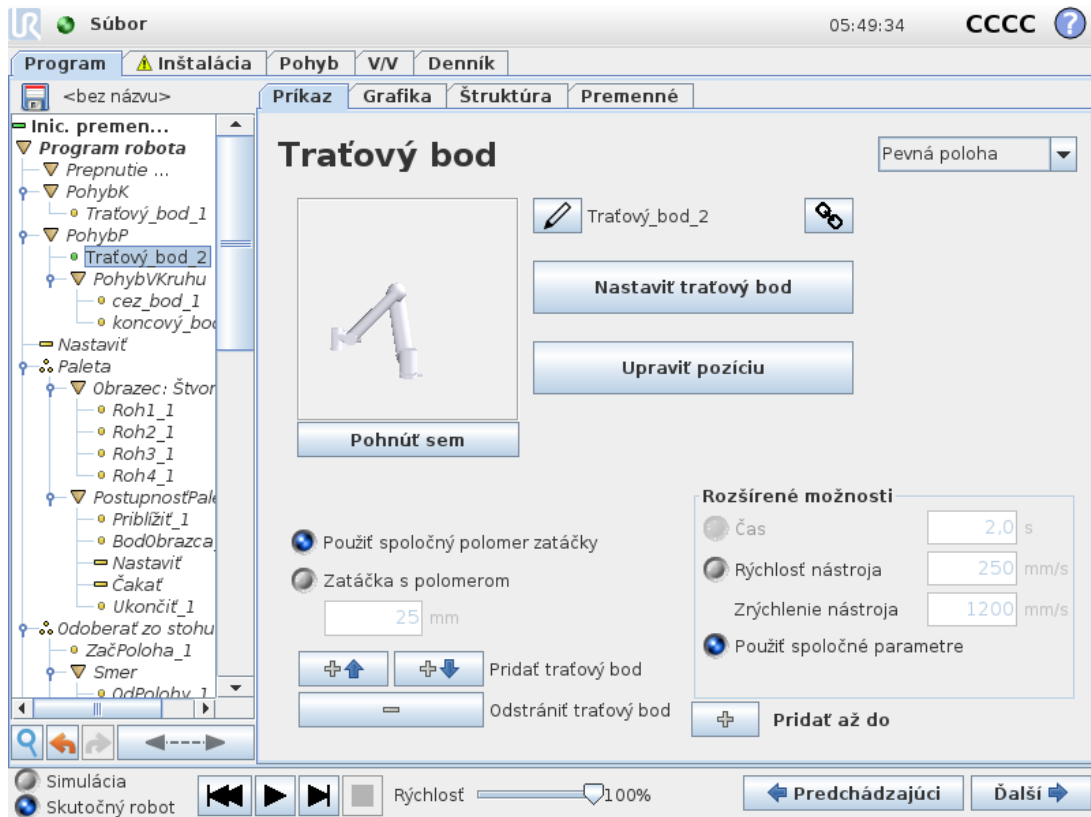 UR Súbor 05:49:34 CCCC ?
Program Inštalácia Pohyb V/V Denník
<bez názvu> Príkaz Grafika Štruktúra Premenné
Inic. premen...
Program robota
Prepnutie ...
PohybK
Traťový_bod_1
PohybP
Traťový_bod_2
PohybVKruhu
cez_bod_1
koncový_bod
Nastaviť
Paleta
Obrazec: Štvor
Roh1_1
Roh2_1
Roh3_1
Roh4_1
PostupnosťPale
Priblížiť_1
BodObrazca_
Nastaviť
Čakať
Ukončiť_1
Odoberať zo stohu
ZačPoloha_1
Smer
OdPolohy_1
Traťový bod
Pevná poloha
Traťový_bod_2
Nastaviť traťový bod
Upraviť pozíciu
Pohnúť sem
Použiť spoločný polomer zatáčky
Zatáčka s polomerom
25 mm
Pridať traťový bod
Odstrániť traťový bod
Rozšírené možnosti
Čas 2,0 s
Rýchlosť nástroja 250 mm/s
Zrýchlenie nástroja 1200 mm/s
Použiť spoločné parametre
Pridať až do
Simulácia
Skutočný robot
Rýchlosť 100%
Predchádzajúci Ďalší